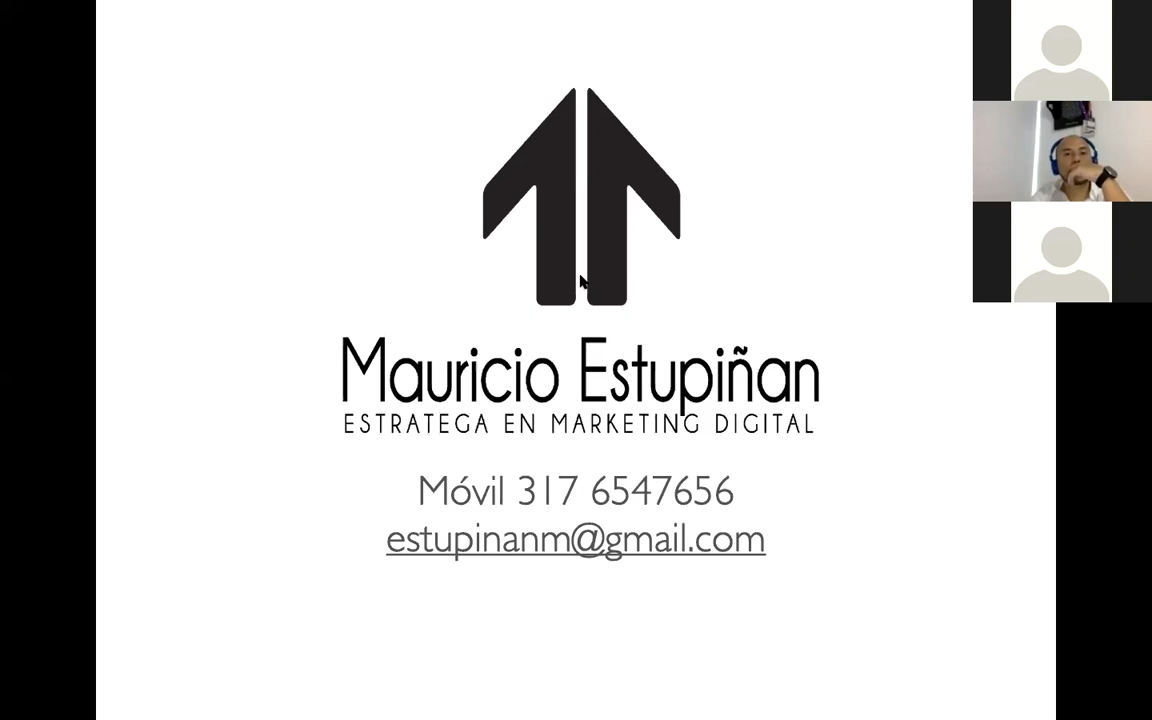 Mauricio Estupiñan
ESTRATEGA EN MARKETING DIGITAL
Móvil 317 6547656
estupinanm@gmail.com